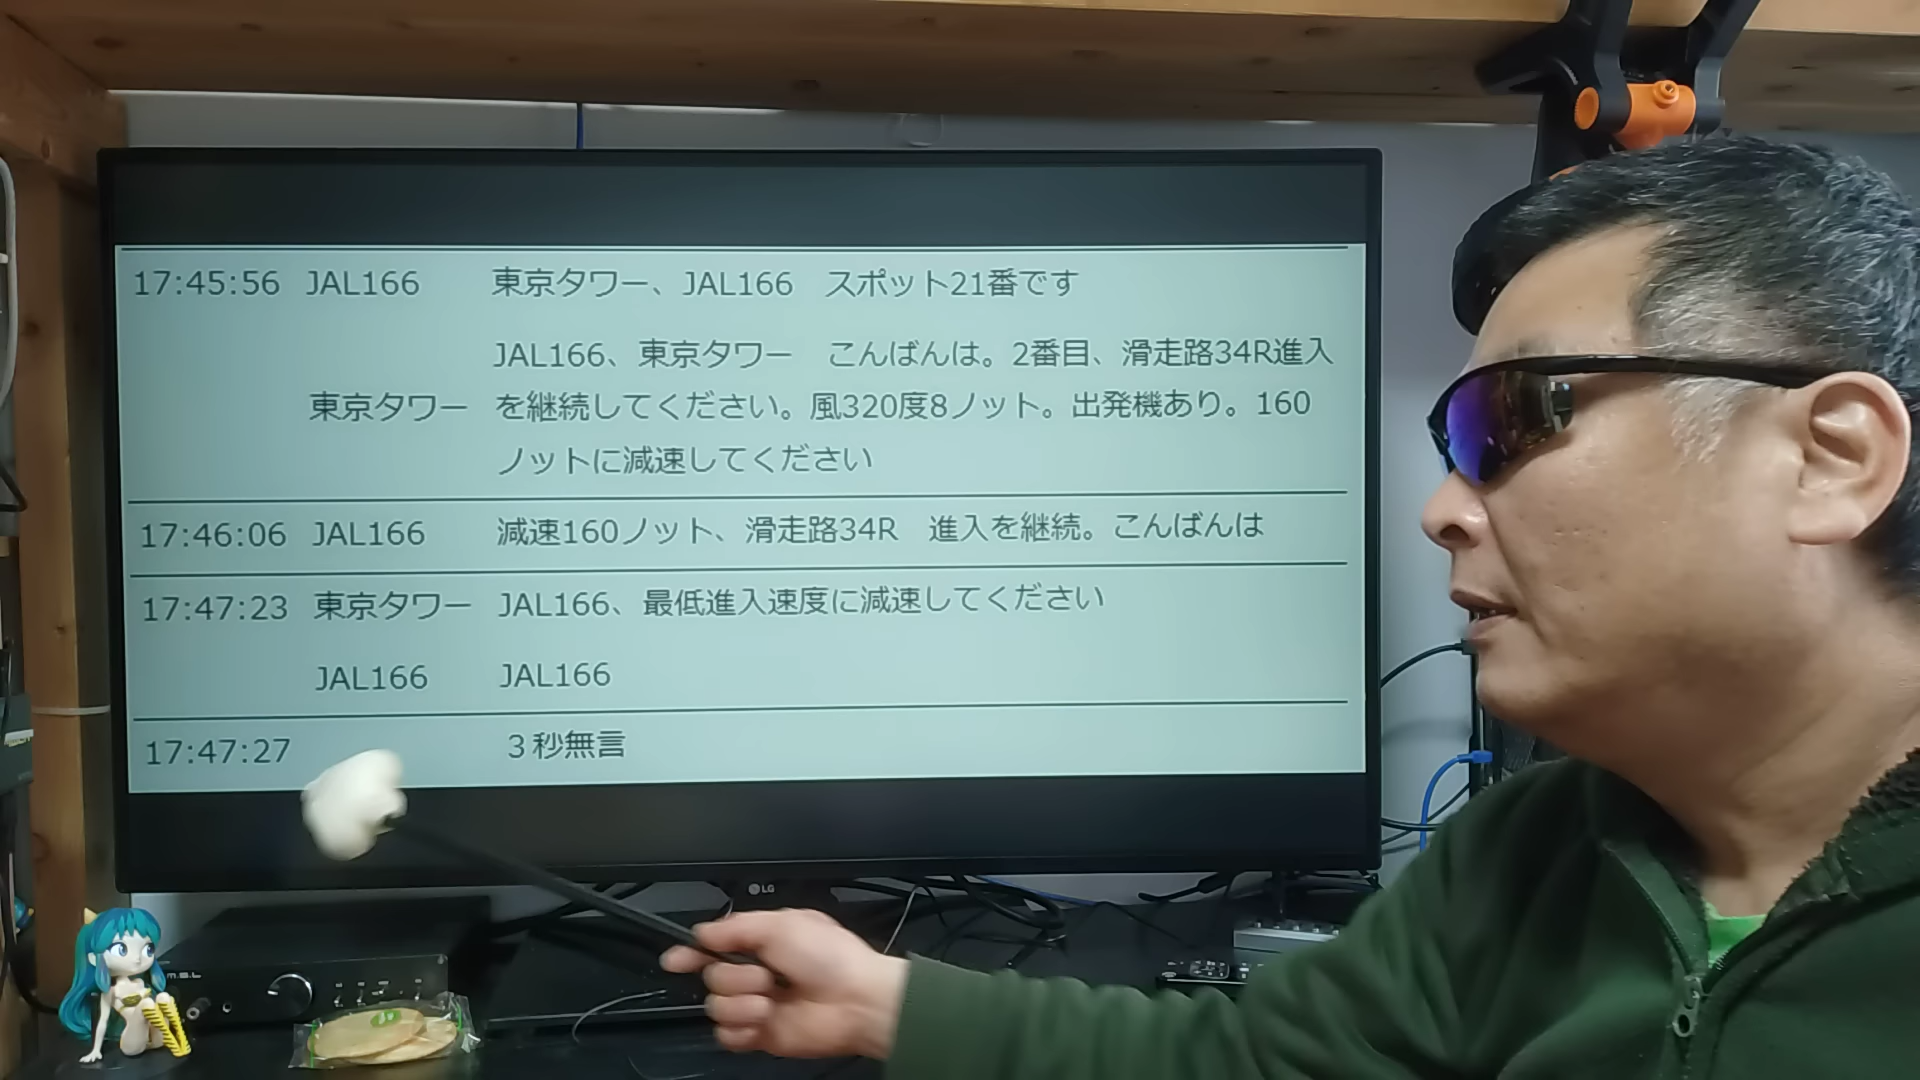 17:45:56 JAL166 東京タワー、JAL166 スポット21番です
JAL166、東京タワー こんばんは。2番目、滑走路34R進入
東京タワー を継続してください。風320度8ノット。出発機あり。160
ノットに減速してください
17:46:06 JAL166 減速160ノット、滑走路34R 進入を継続。こんばんは
17:47:23 東京タワー JAL166、最低進入速度に減速してください
JAL166 JAL166
17:47:27 3秒無言
LG